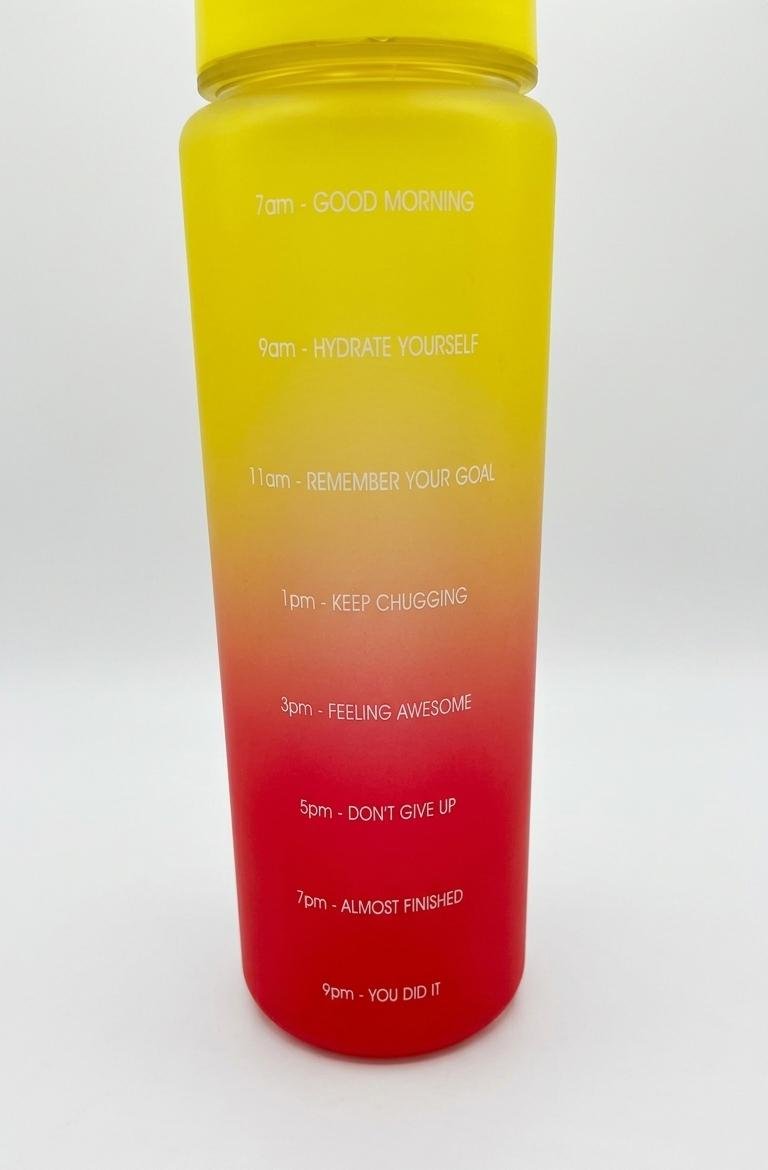 7am - GOOD MORNING
9am - HYDRATE YOURSELF
11am - REMEMBER YOUR GOAL
1pm - KEEP CHUGGING
3pm - FEELING AWESOME
5pm - DON'T GIVE UP
7pm - ALMOST FINISHED
9pm - YOU DID IT